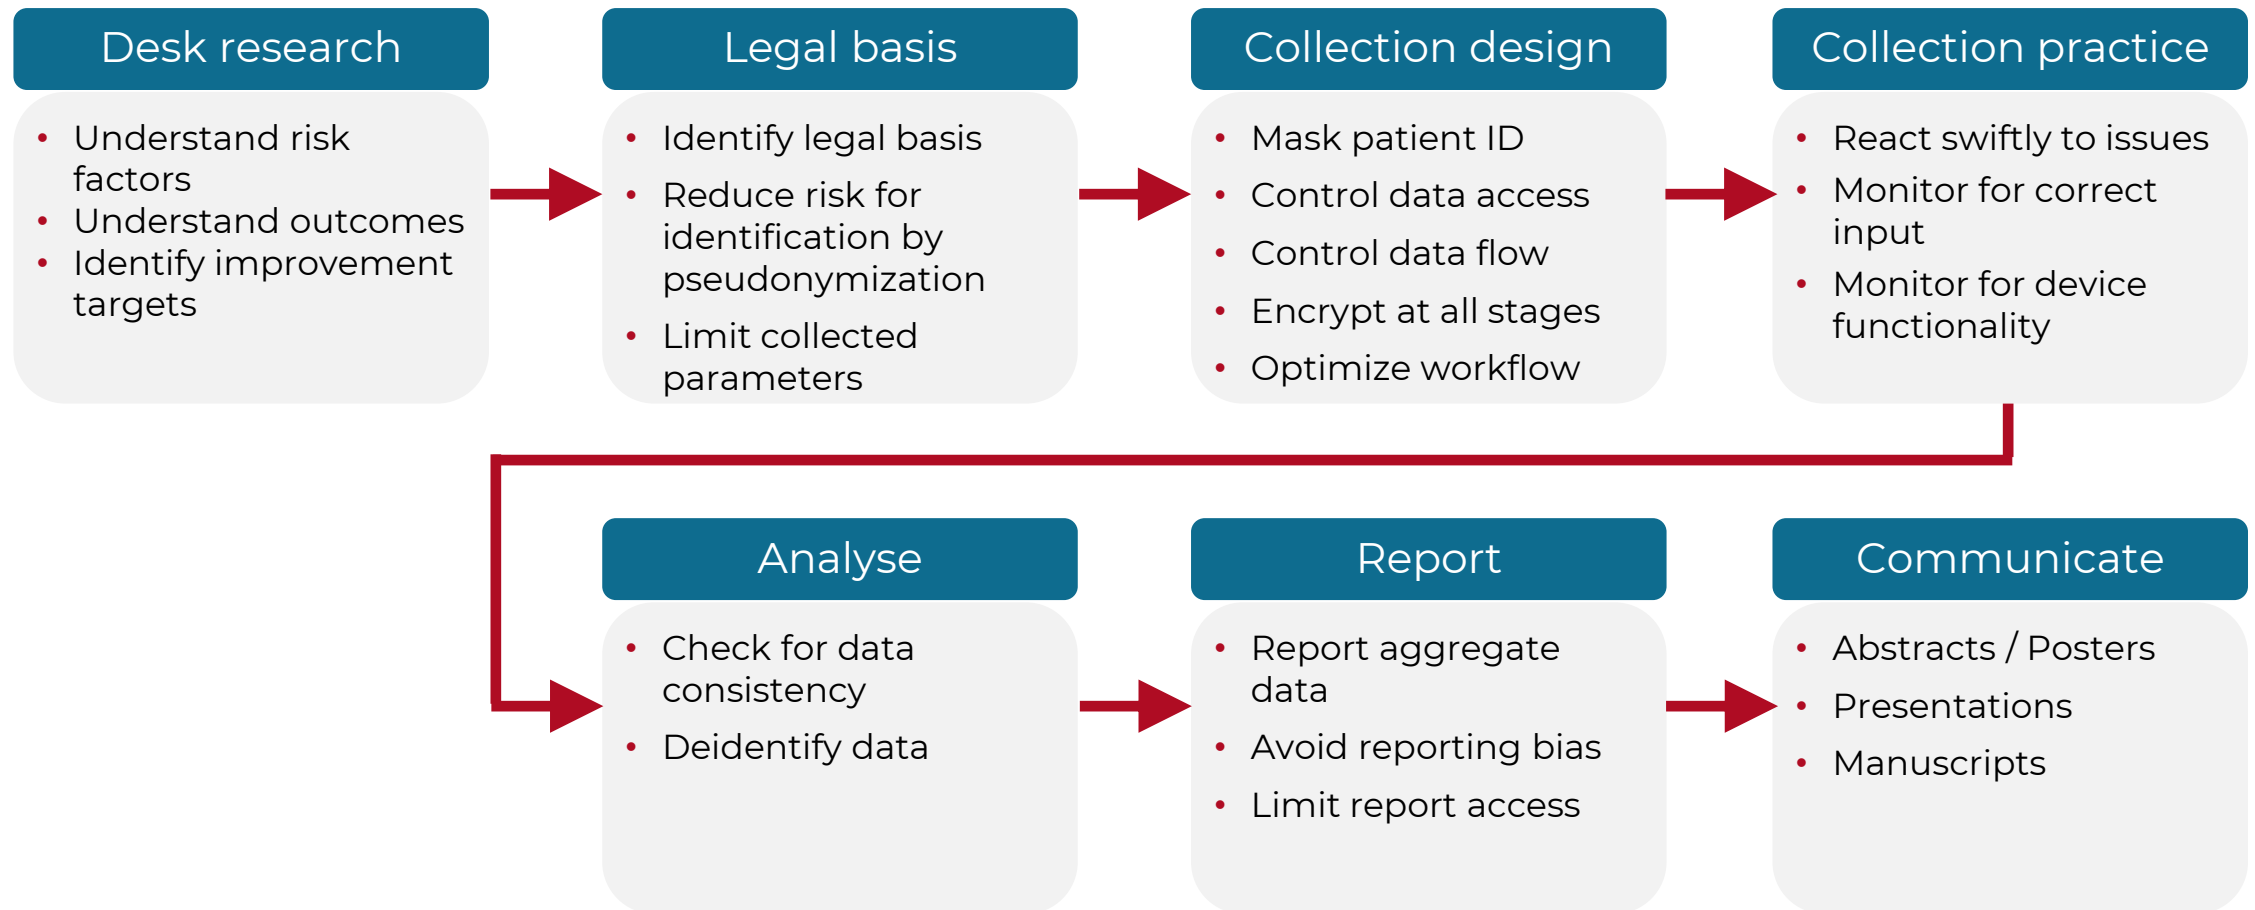 Desk research
• Understand risk
factors
• Understand outcomes
• Identify improvement
targets
Legal basis
• Identify legal basis
• Reduce risk for
identification by
pseudonymization
• Limit collected
parameters
Collection design
• Mask patient ID
• Control data access
• Control data flow
• Encrypt at all stages
• Optimize workflow
Collection practice
• React swiftly to issues
• Monitor for correct
input
• Monitor for device
functionality
Analyse
• Check for data
consistency
• Deidentify data
Report
• Report aggregate
data
• Avoid reporting bias
• Limit report access
Communicate
• Abstracts / Posters
• Presentations
• Manuscripts